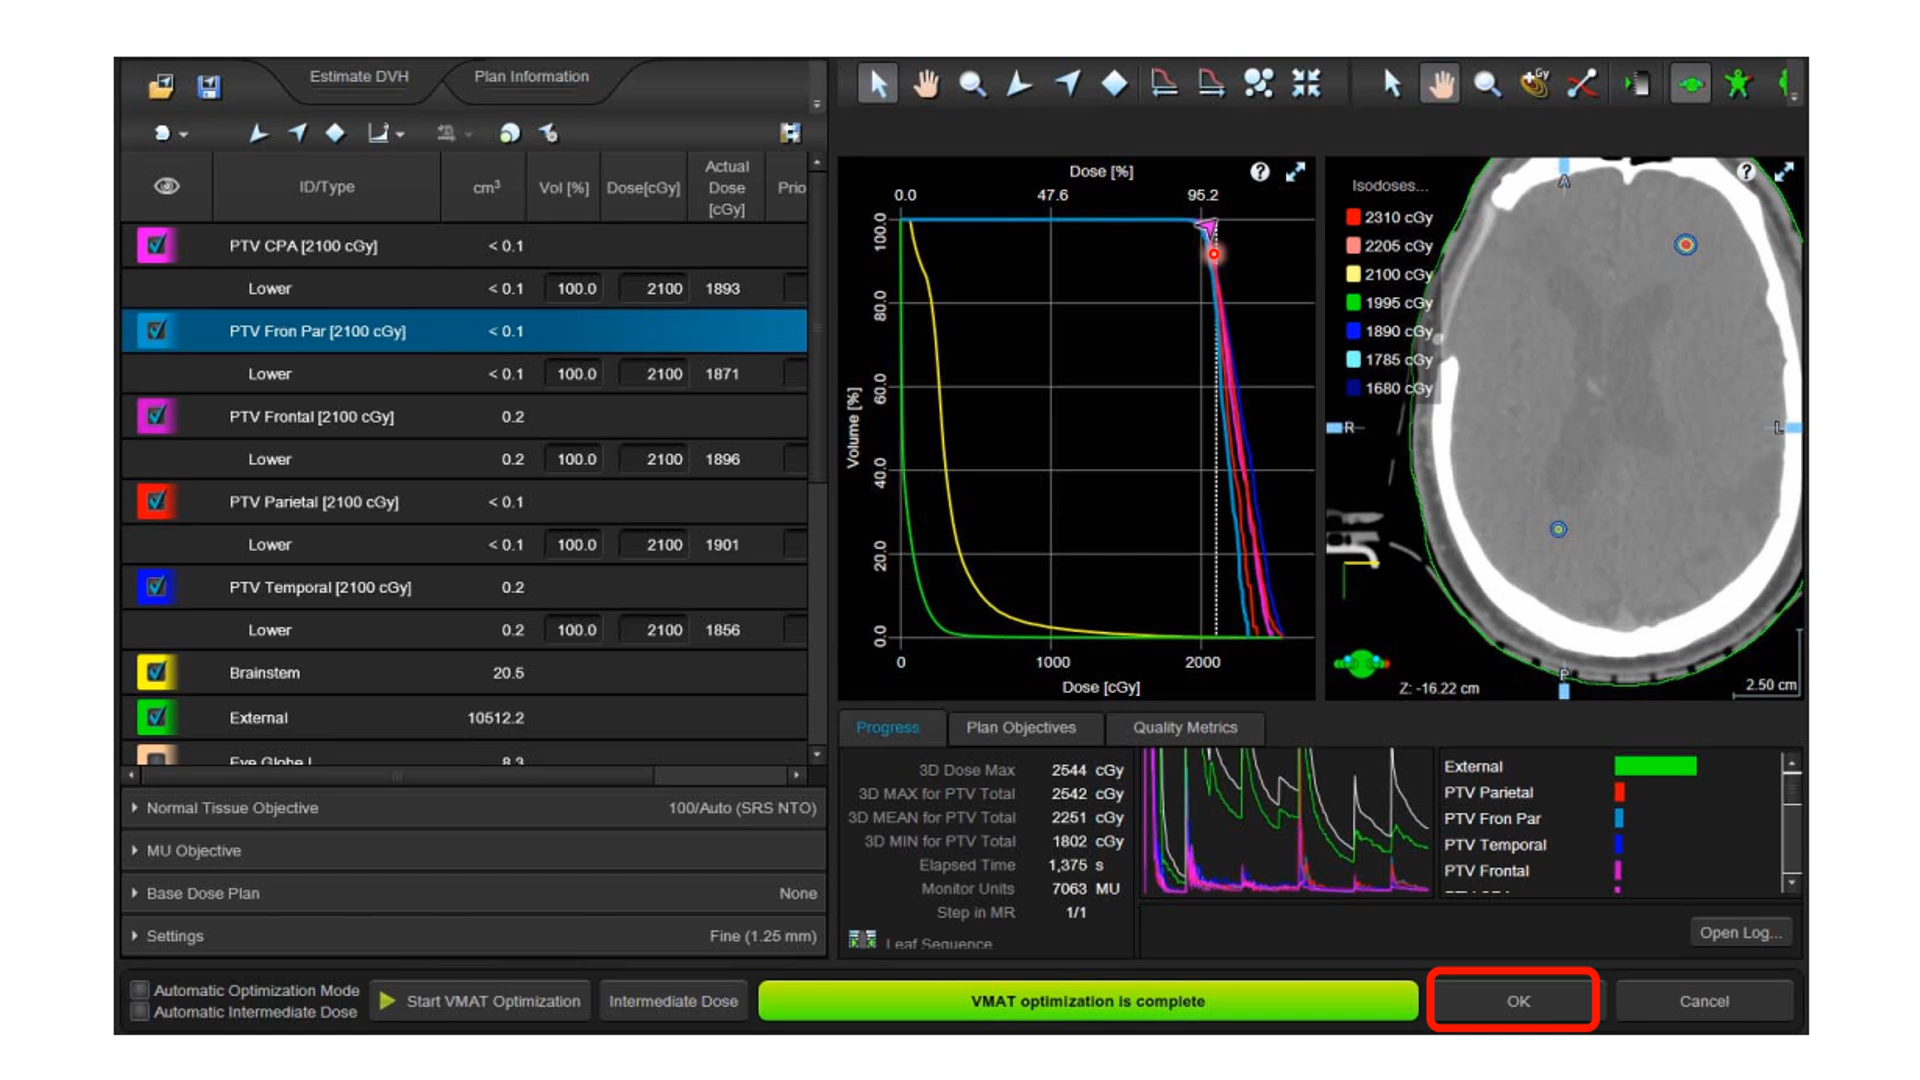 Estimate DVH
Plan Information
ID/Type cm³ Vol [%] Dose[cGy] Actual Dose [cGy] Prio
PTV CPA [2100 cGy] < 0.1
Lower < 0.1 100.0 2100 1893
PTV Fron Par [2100 cGy] < 0.1
Lower < 0.1 100.0 2100 1871
PTV Frontal [2100 cGy] 0.2
Lower 0.2 100.0 2100 1896
PTV Parietal [2100 cGy] < 0.1
Lower < 0.1 100.0 2100 1901
PTV Temporal [2100 cGy] 0.2
Lower 0.2 100.0 2100 1856
Brainstem 20.5
External 10512.2
Eye Globe L 8.3
Normal Tissue Objective 100/Auto (SRS NTO)
MU Objective
Base Dose Plan None
Settings Fine (1.25 mm)
Gy
Dose [%]
0.0 47.6 95.2
100.0
80.0
60.0
40.0
20.0
0.0
Volume [%]
0 1000 2000
Dose [cGy]
Isodoses...
2310 cGy
2205 cGy
2100 cGy
1995 cGy
1890 cGy
1785 cGy
1680 cGy
A
R
L
P
Z: -16.22 cm
2.50 cm
Progress
Plan Objectives
Quality Metrics
3D Dose Max 2544 cGy
3D MAX for PTV Total 2542 cGy
3D MEAN for PTV Total 2251 cGy
3D MIN for PTV Total 1802 cGy
Elapsed Time 1,375 s
Monitor Units 7063 MU
Step in MR 1/1
Leaf Sequence
External
PTV Parietal
PTV Fron Par
PTV Temporal
PTV Frontal
Open Log...
Automatic Optimization Mode
Automatic Intermediate Dose
Start VMAT Optimization
Intermediate Dose
VMAT optimization is complete
OK
Cancel